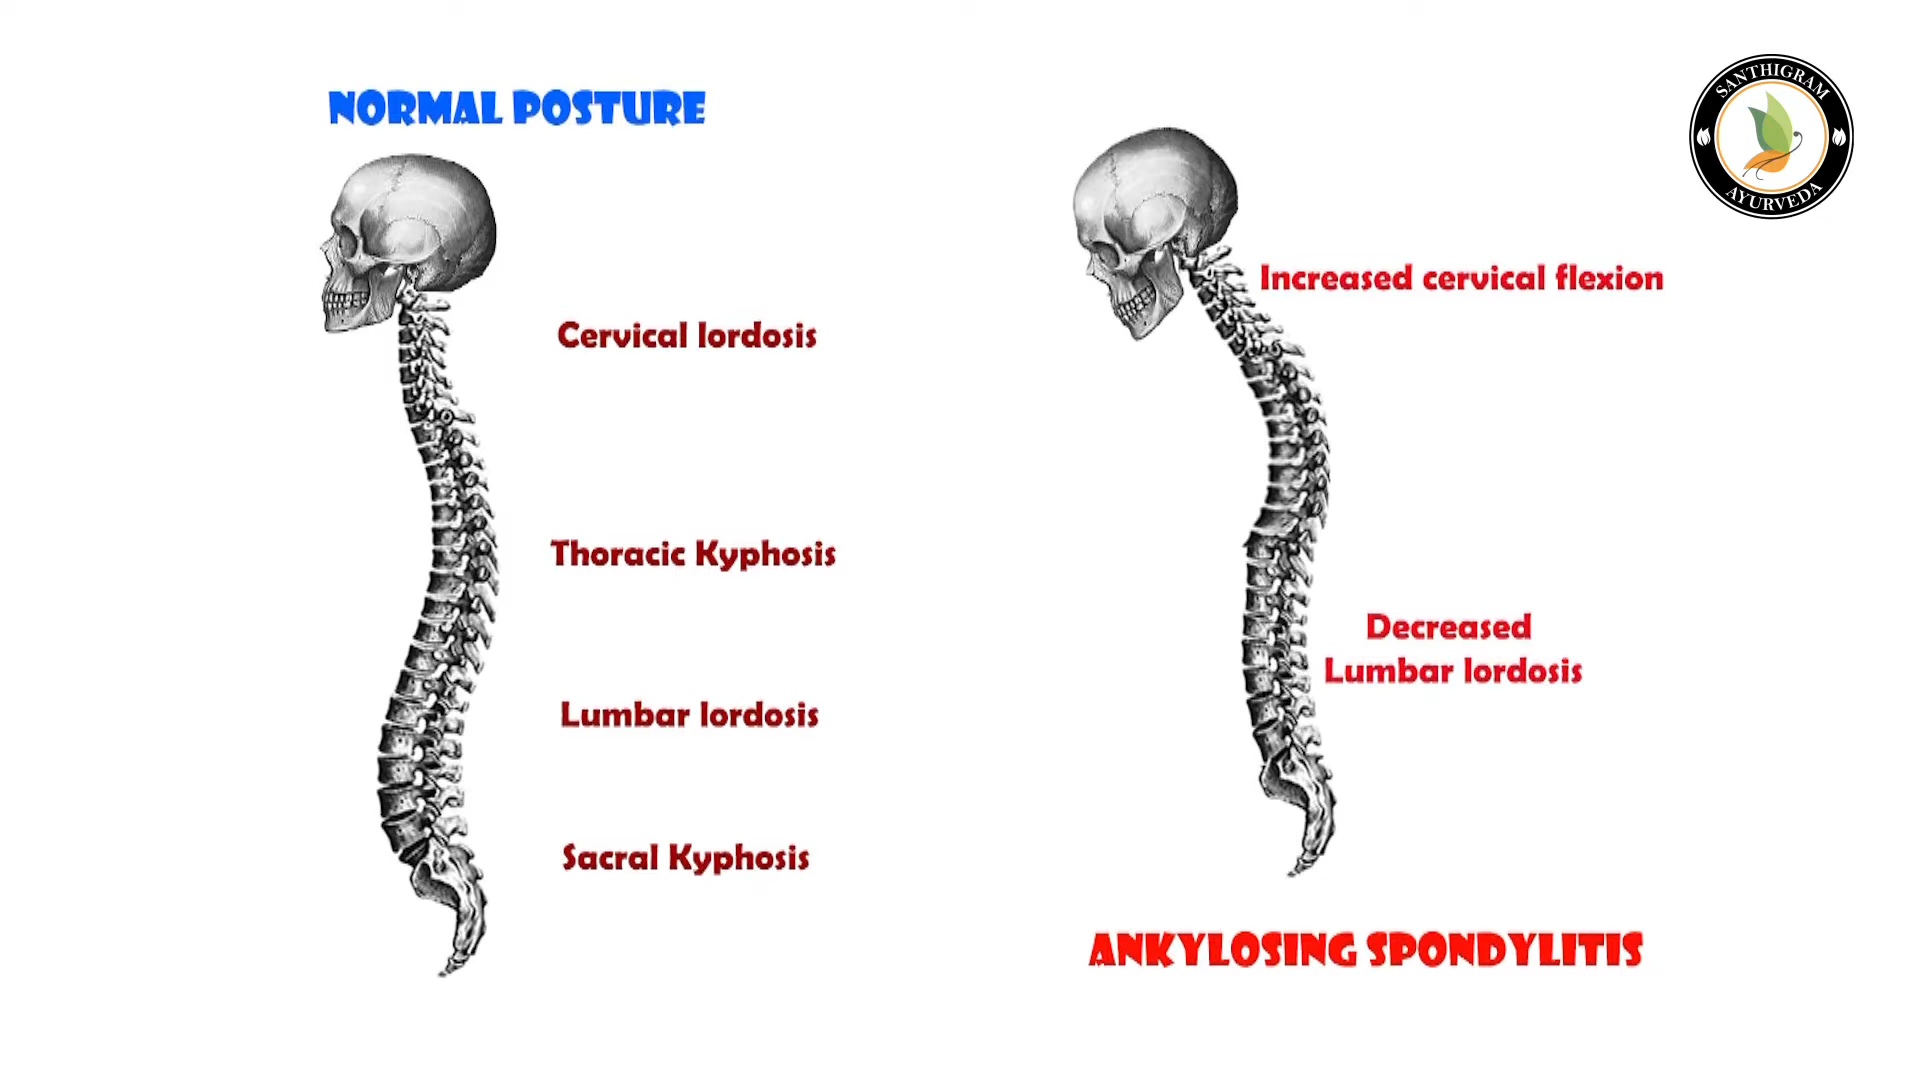 NORMAL POSTURE
Cervical lordosis
Thoracic Kyphosis
Lumbar lordosis
Sacral Kyphosis
SANTHIGRAM
AYURVEDA
Increased cervical flexion
Decreased
Lumbar lordosis
ANKYLOSING SPONDYLITIS